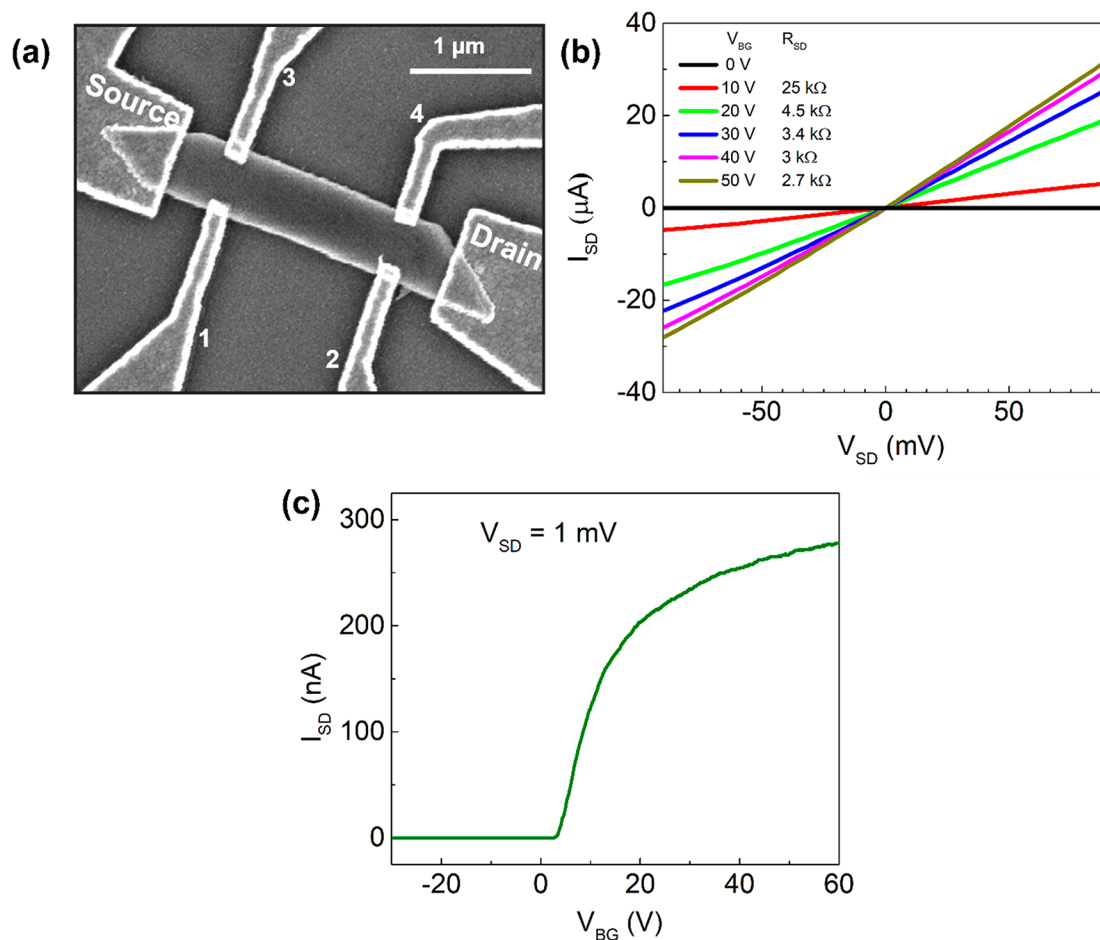 (a)
1 μm
3
Source
4
Drain
1
2
(b)
V_BG R_SD
0 V
10 V 25 kΩ
20 V 4.5 kΩ
30 V 3.4 kΩ
40 V 3 kΩ
50 V 2.7 kΩ
40
20
0
-20
-40
I_SD (μA)
-50 0 50
V_SD (mV)
(c)
V_SD = 1 mV
300
200
100
0
I_SD (nA)
-20 0 20 40 60
V_BG (V)